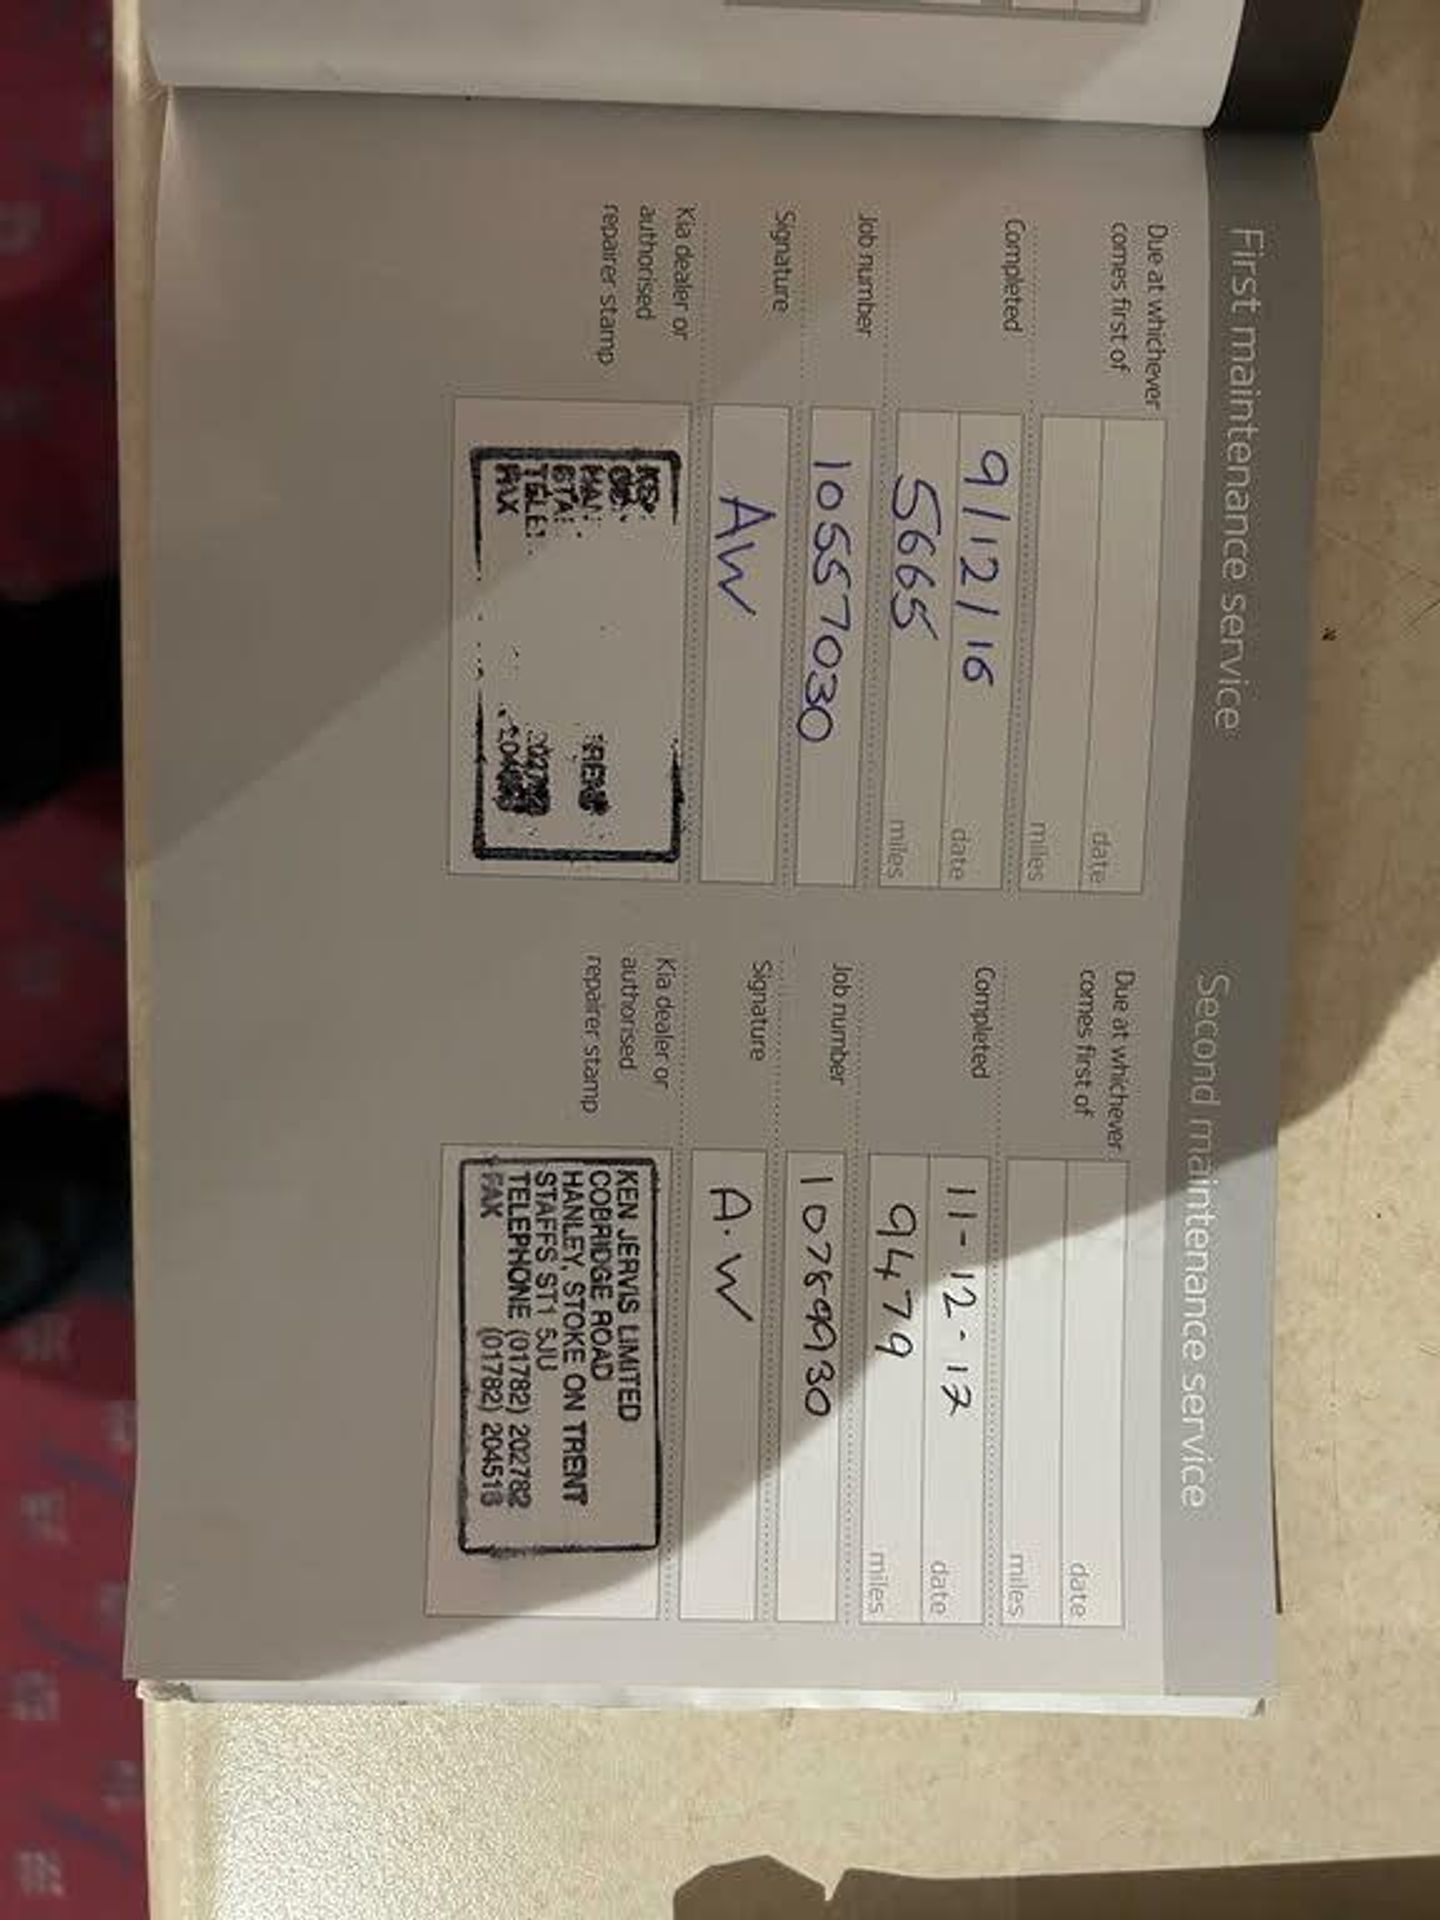 First maintenance service
Due at whichever
comes first of
date
miles
Completed
9/12/16
date
5665
miles
Job number
10557030
Signature
AW
Kia dealer or
authorised
repairer stamp
TELE
FAX
Second maintenance service
Due at whichever
comes first of
date
miles
Completed
11-12-17
date
9479
miles
Job number
10789930
Signature
A.W
Kia dealer or
authorised
repairer stamp
KEN JERVIS LIMITED
COBRIDGE ROAD
HANLEY, STOKE ON TRENT
STAFFS ST1 5JU
TELEPHONE (01782) 202782
FAX (01782) 204518